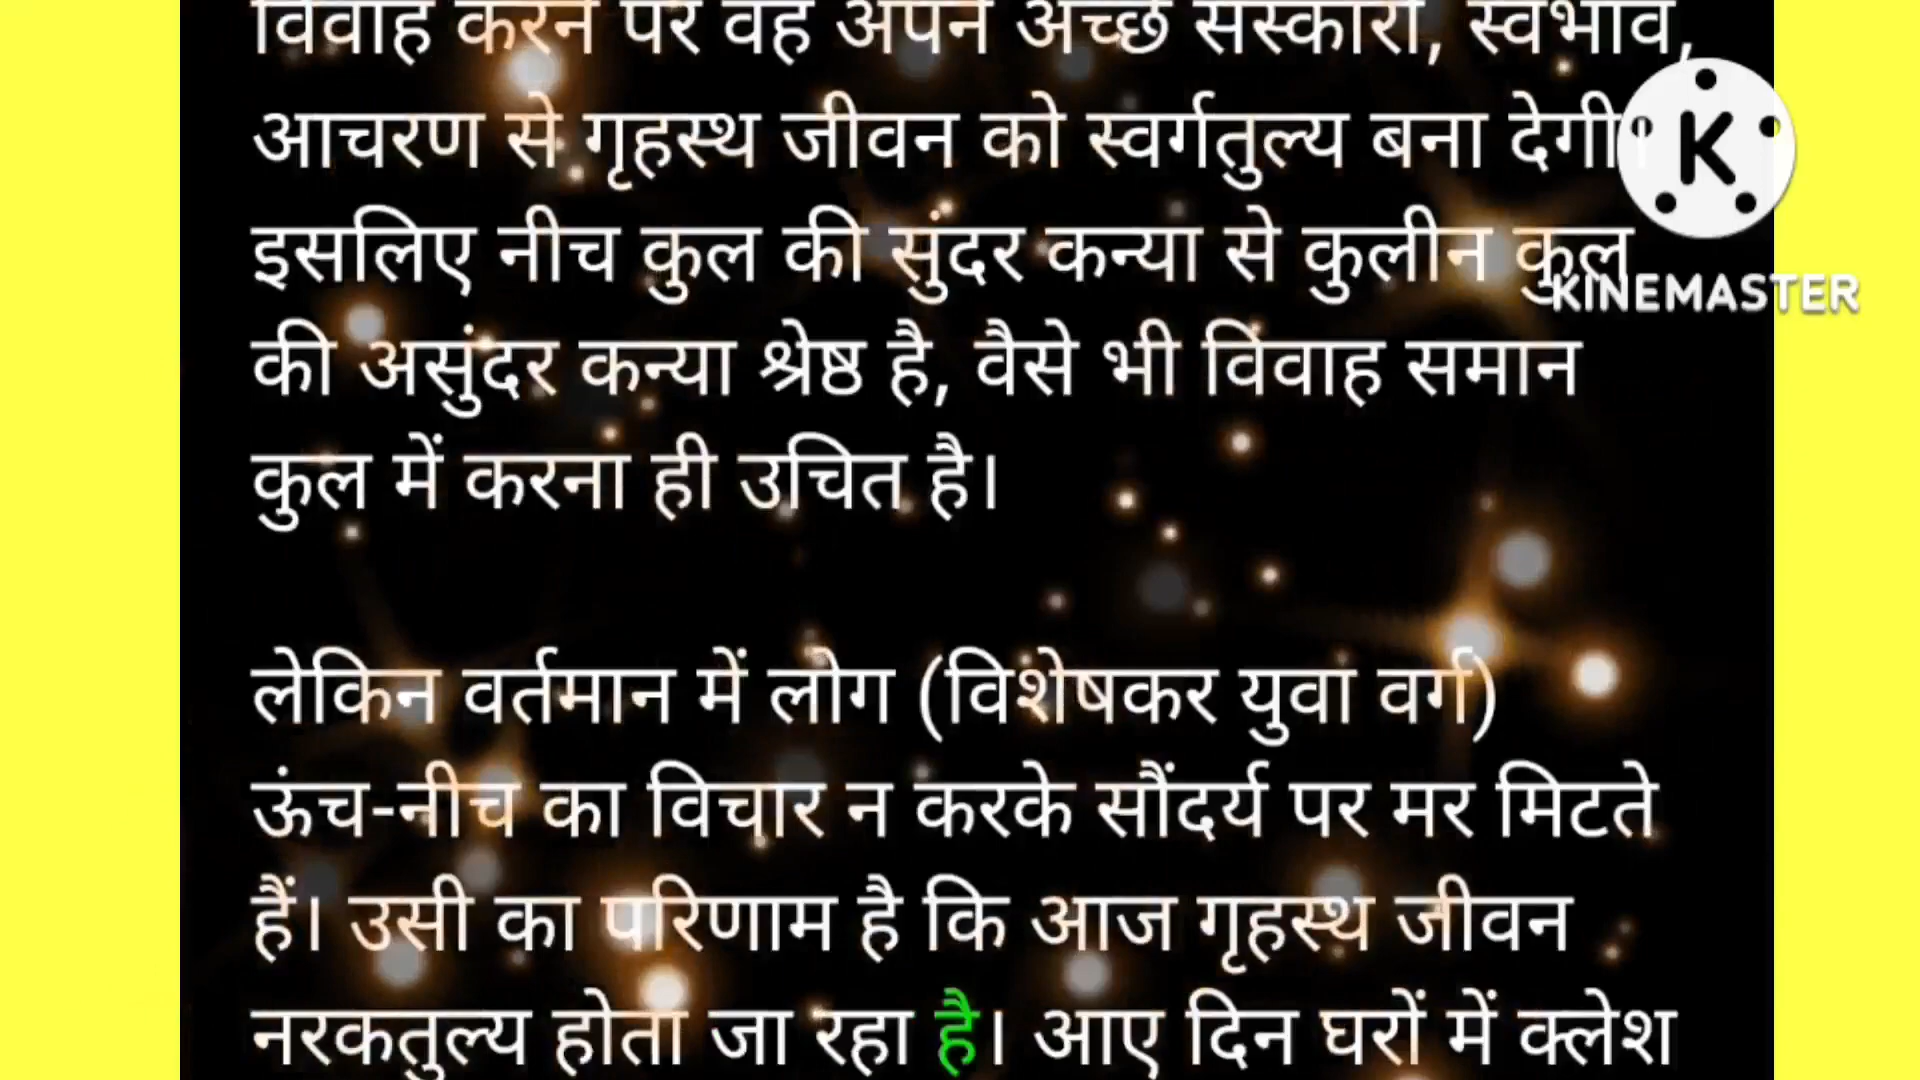 विवाह करने पर वह अपने अच्छे संस्कारों, स्वभाव,
आचरण से गृहस्थ जीवन को स्वर्गतुल्य बना देगी।
इसलिए नीच कुल की सुंदर कन्या से कुलीन कुल
की असुंदर कन्या श्रेष्ठ है, वैसे भी विवाह समान
कुल में करना ही उचित है।
लेकिन वर्तमान में लोग (विशेषकर युवा वर्ग)
ऊंच-नीच का विचार न करके सौंदर्य पर मर मिटते
हैं। उसी का परिणाम है कि आज गृहस्थ जीवन
नरकतुल्य होता जा रहा है। आए दिन घरों में क्लेश
K
KINEMASTER